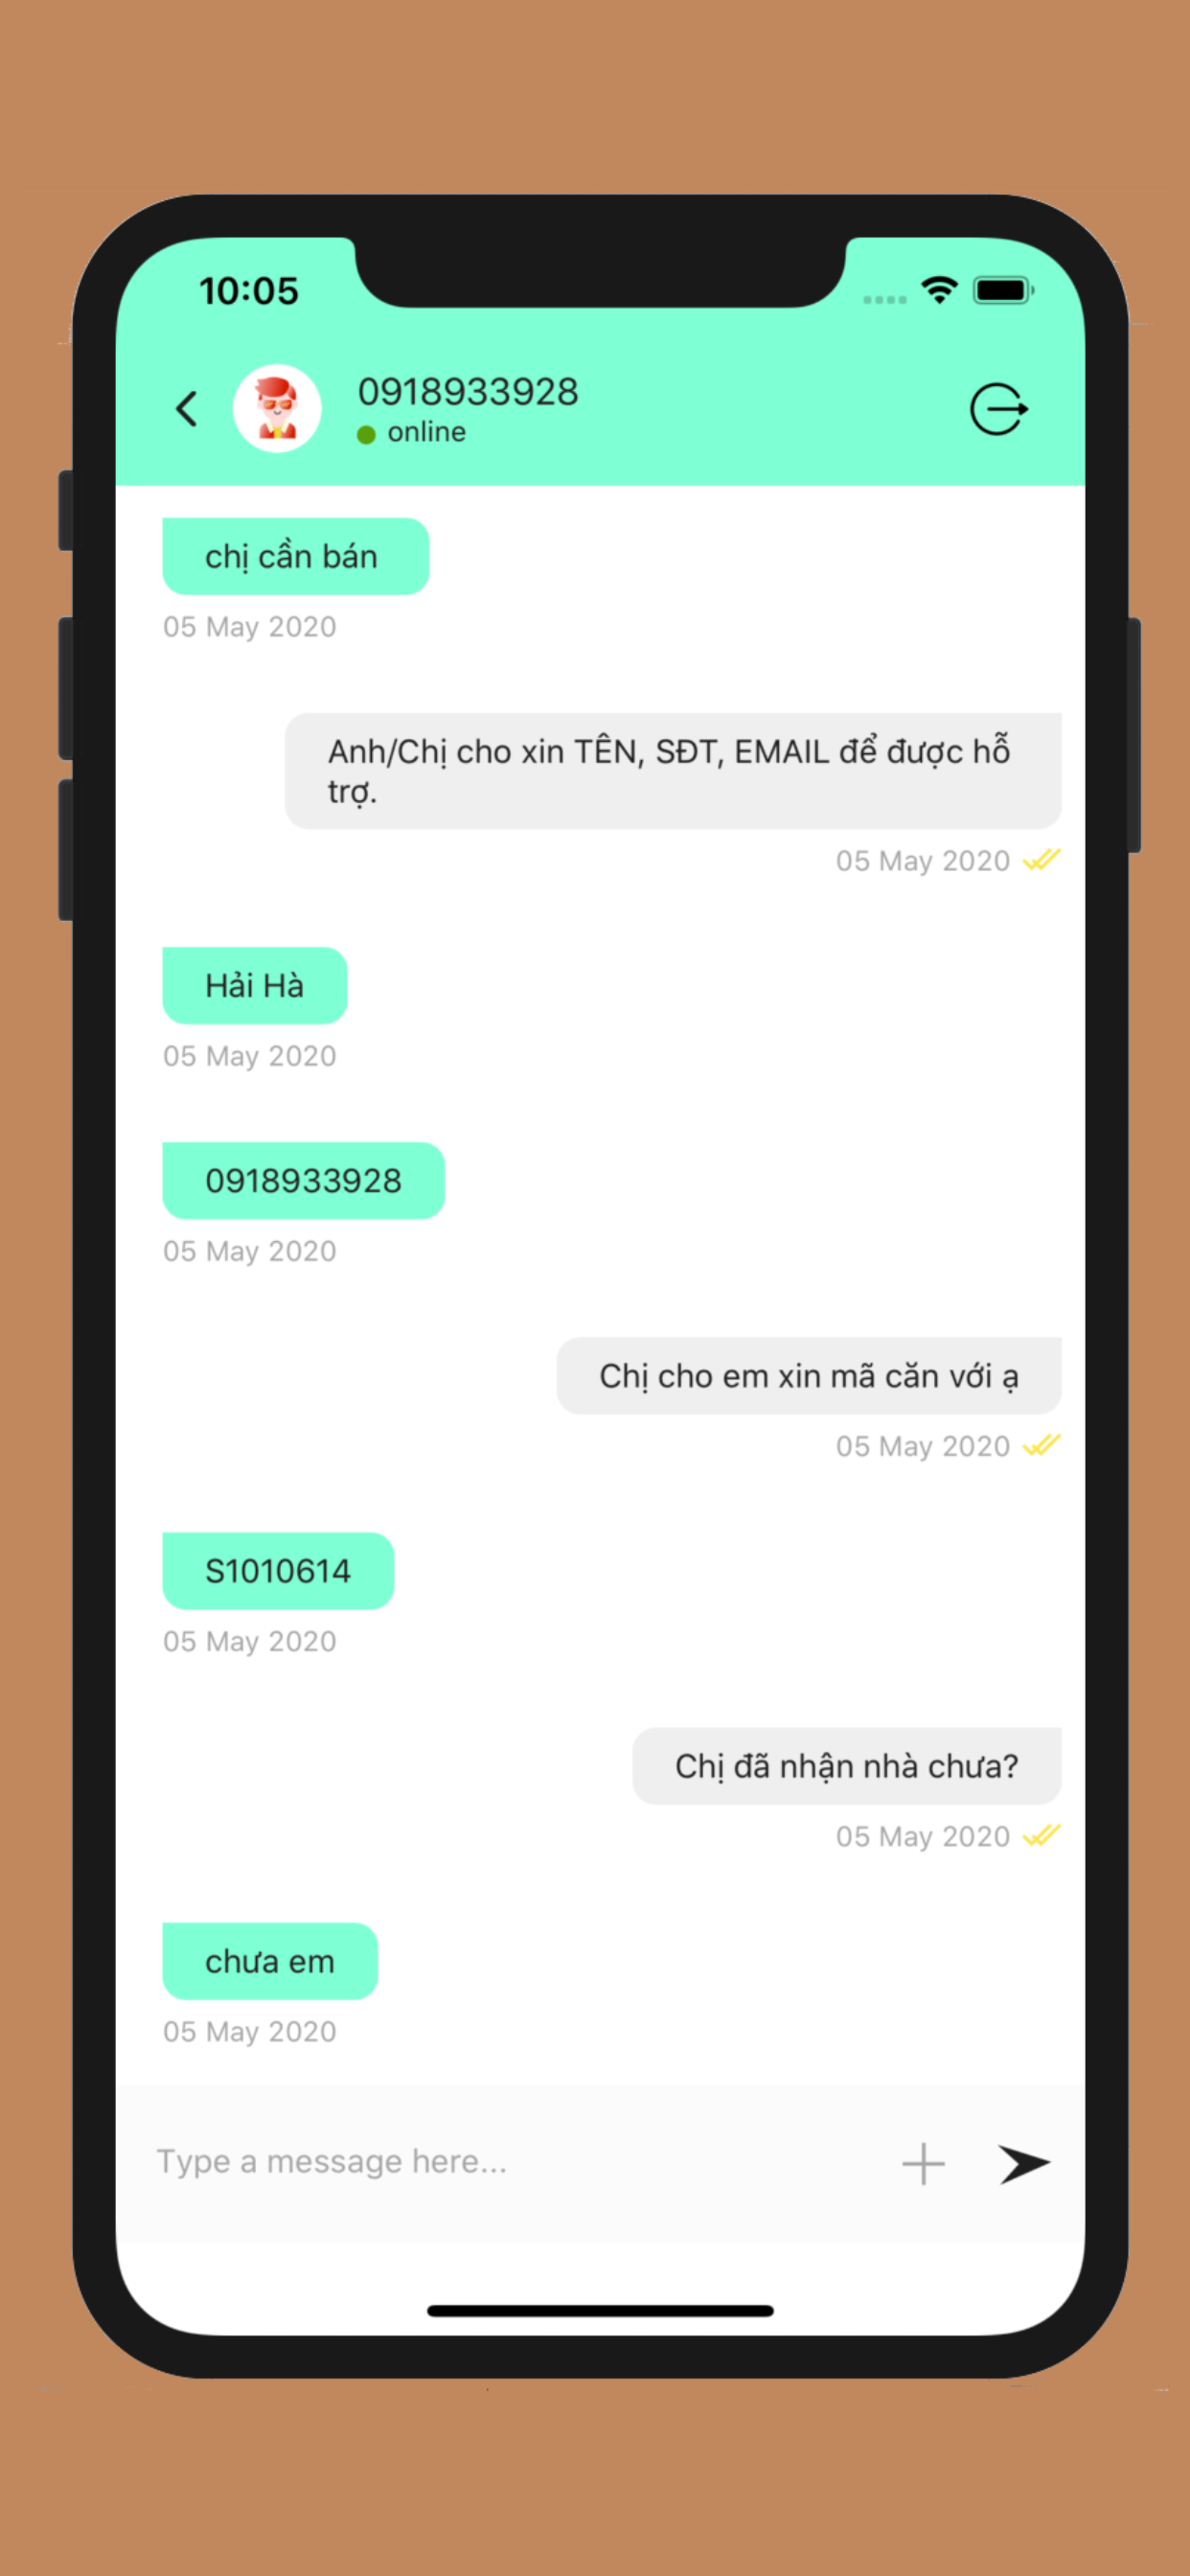 10:05
0918933928
online
chị cần bán
05 May 2020
Anh/Chị cho xin TÊN, SĐT, EMAIL để được hỗ
trợ.
05 May 2020
Hải Hà
05 May 2020
0918933928
05 May 2020
Chị cho em xin mã căn với ạ
05 May 2020
S1010614
05 May 2020
Chị đã nhận nhà chưa?
05 May 2020
chưa em
05 May 2020
Type a message here...